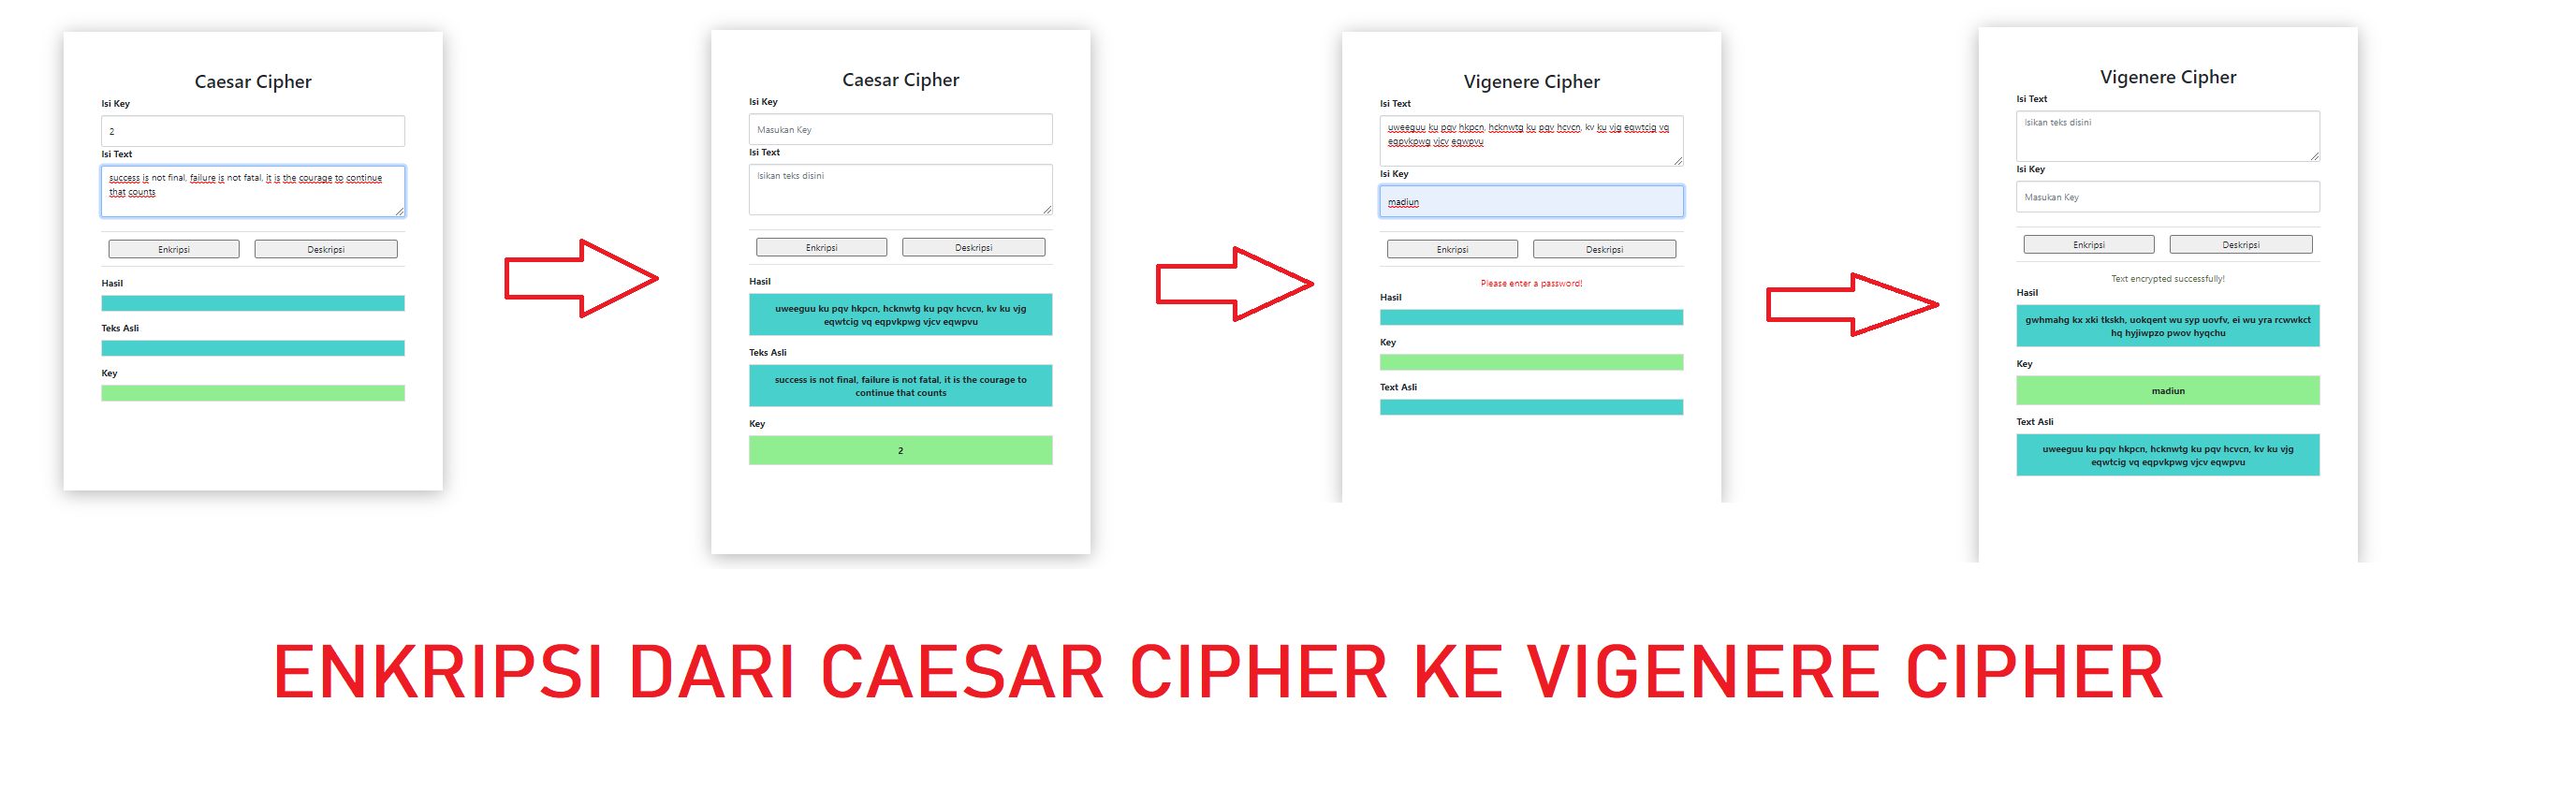 Caesar Cipher
Isi Key
2
Isi Text
success is not final, failure is not fatal, it is the courage to continue
that counts
Enkripsi
Deskripsi
Hasil
Teks Asli
Key
Caesar Cipher
Isi Key
Masukan Key
Isi Text
Isikan teks disini
Enkripsi
Deskripsi
Hasil
uweeguu ku pqv hkpcn, hcknwtg ku pqv hcvcn, kv ku vjg
eqwtcig vq eqpvkpwg vjcv eqwpvu
Teks Asli
success is not final, failure is not fatal, it is the courage to
continue that counts
Key
2
Vigenere Cipher
Isi Text
uweeguu ku pqv hkpcn, hcknwtg ku pqv hcvcn, kv ku vjg eqwtcig vq
eqpvkpwg vjcv eqwpvu
Isi Key
madiun
Enkripsi
Deskripsi
Please enter a password!
Hasil
Key
Text Asli
Vigenere Cipher
Isi Text
Isikan teks disini
Isi Key
Masukan Key
Enkripsi
Deskripsi
Text encrypted successfully!
Hasil
gwhmahg kx xki tkskh, uokqent wu syp uovfv, ei wu yra rcwwkct
hq hyjiwpzo pwov hyqchu
Key
madiun
Text Asli
uweeguu ku pqv hkpcn, hcknwtg ku pqv hcvcn, kv ku vjg
eqwtcig vq eqpvkpwg vjcv eqwpvu
ENKRIPSI DARI CAESAR CIPHER KE VIGENERE CIPHER